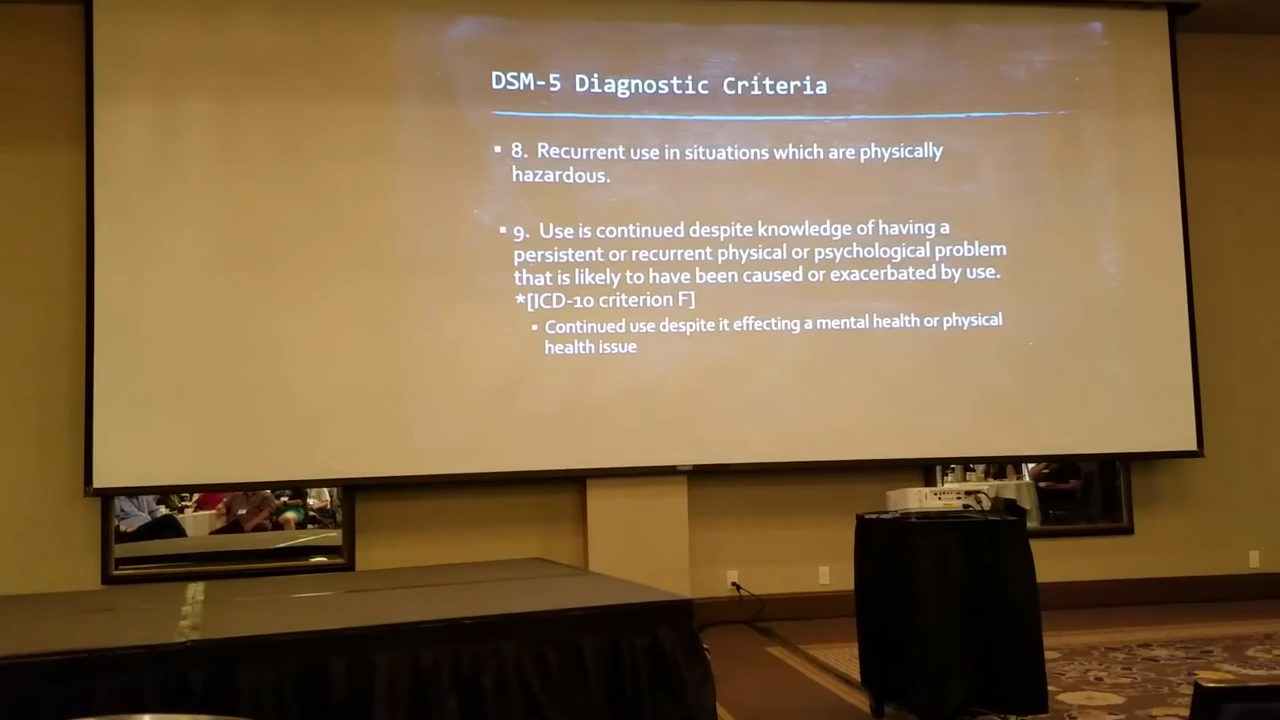 DSM-5 Diagnostic Criteria
▪ 8. Recurrent use in situations which are physically
hazardous.
▪ 9. Use is continued despite knowledge of having a
persistent or recurrent physical or psychological problem
that is likely to have been caused or exacerbated by use.
*[ICD-10 criterion F]
▪ Continued use despite it effecting a mental health or physical
health issue